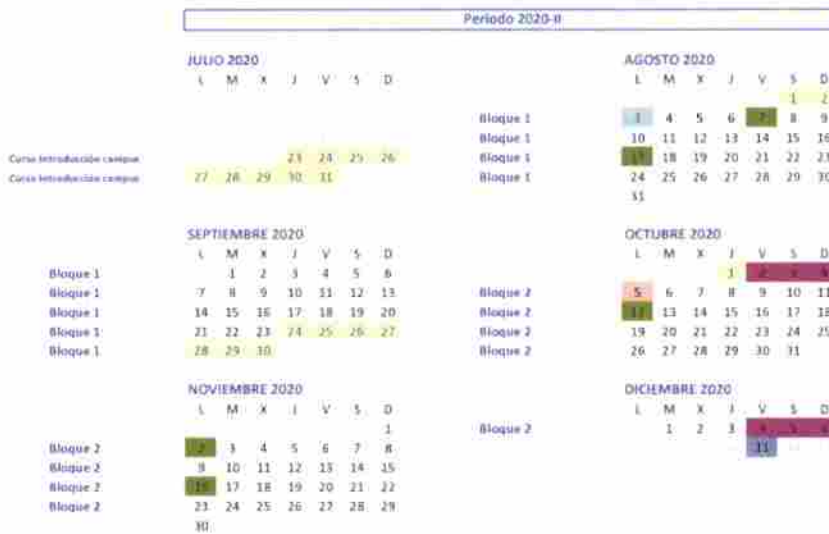 Periodo 2020-II
JULIO 2020
L M X J V S D
Curso Introducción campus 23 24 25 26
Curso Introducción campus 27 28 29 30 31
AGOSTO 2020
L M X J V S D
1 2
Bloque 1 3 4 5 6 7 8 9
Bloque 1 10 11 12 13 14 15 16
Bloque 1 17 18 19 20 21 22 23
Bloque 1 24 25 26 27 28 29 30
31
SEPTIEMBRE 2020
L M X J V S D
Bloque 1 1 2 3 4 5 6
Bloque 1 7 8 9 10 11 12 13
Bloque 1 14 15 16 17 18 19 20
Bloque 1 21 22 23 24 25 26 27
Bloque 1 28 29 30
OCTUBRE 2020
L M X J V S D
1 2 3 4
Bloque 2 5 6 7 8 9 10 11
Bloque 2 12 13 14 15 16 17 18
Bloque 2 19 20 21 22 23 24 25
Bloque 2 26 27 28 29 30 31
NOVIEMBRE 2020
L M X J V S D
1
Bloque 2 2 3 4 5 6 7 8
Bloque 2 9 10 11 12 13 14 15
Bloque 2 16 17 18 19 20 21 22
Bloque 2 23 24 25 26 27 28 29
30
DICIEMBRE 2020
L M X J V S D
Bloque 2 1 2 3 4 5 6
11